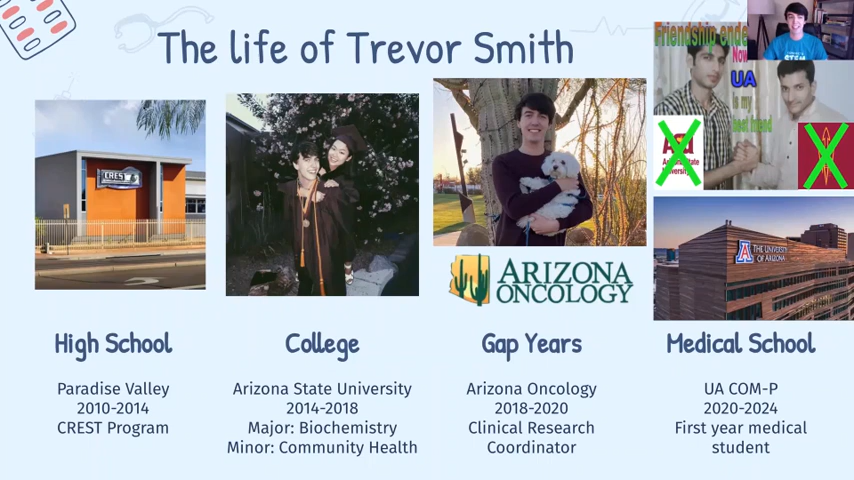 The life of Trevor Smith
Friendship ende
Now
UA
is my
best friend
CREST
THE UNIVERSITY
OF ARIZONA
ARIZONA
ONCOLOGY
High School
Paradise Valley
2010-2014
CREST Program
College
Arizona State University
2014-2018
Major: Biochemistry
Minor: Community Health
Gap Years
Arizona Oncology
2018-2020
Clinical Research
Coordinator
Medical School
UA COM-P
2020-2024
First year medical
student